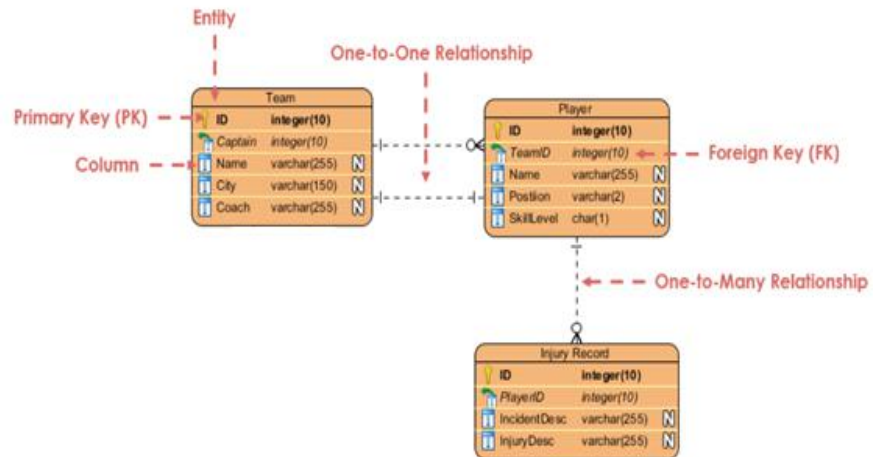 Entity
One-to-One Relationship
Team
Primary Key (PK)
ID integer(10)
Captain integer(10)
Column
Name varchar(255) N
City varchar(150) N
Coach varchar(255) N
Player
ID integer(10)
TeamID integer(10)
Foreign Key (FK)
Name varchar(255) N
Postiion varchar(2) N
SkillLevel char(1) N
One-to-Many Relationship
Injury Record
ID integer(10)
PlayerID integer(10)
IncidentDesc varchar(255) N
InjuryDesc varchar(255) N